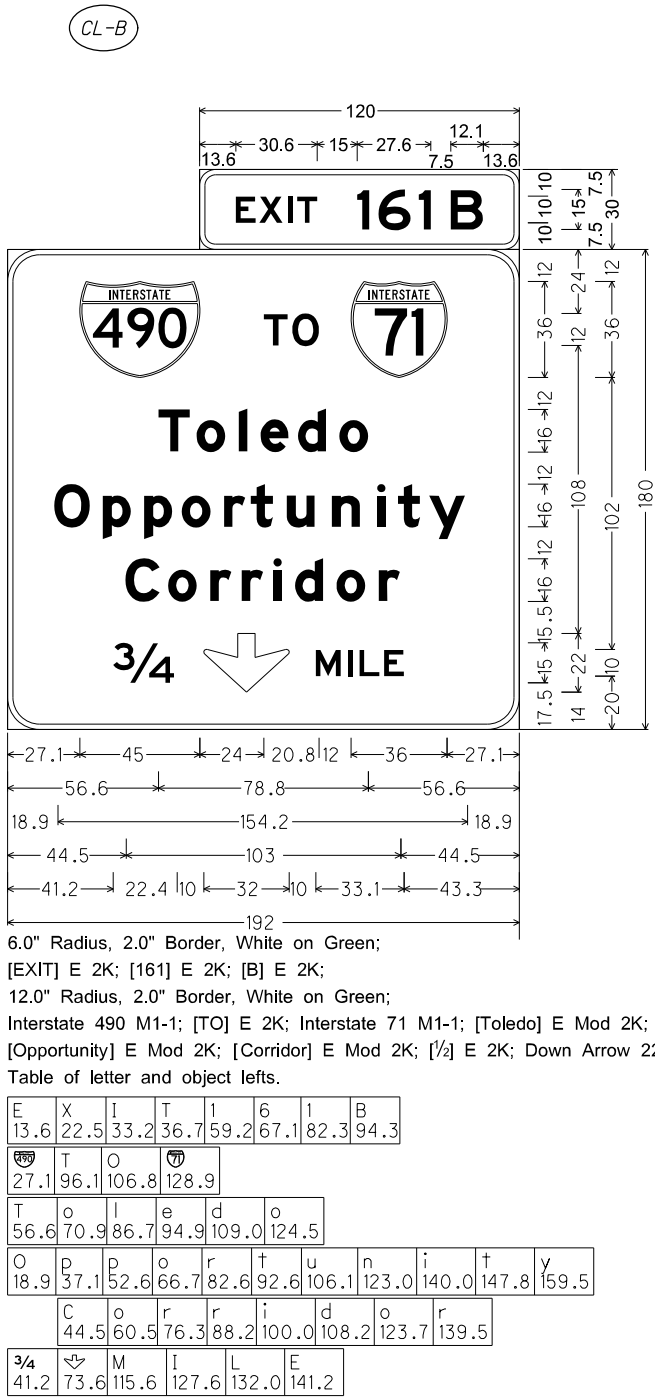 CL-B
120
13.6 30.6 15 27.6 7.5 12.1 13.6
EXIT 161B
10 10 10
7.5 15 7.5
30
INTERSTATE 490 TO INTERSTATE 71
Toledo
Opportunity
Corridor
3/4 MILE
12 36 12 16 12 16 12 16 15.5 15 17.5
24 12 108 22 14
12 36 102 10 20
180
27.1 45 24 20.8 12 36 27.1
56.6 78.8 56.6
18.9 154.2 18.9
44.5 103 44.5
41.2 22.4 10 32 10 33.1 43.3
192
6.0" Radius, 2.0" Border, White on Green;
[EXIT] E 2K; [161] E 2K; [B] E 2K;
12.0" Radius, 2.0" Border, White on Green;
Interstate 490 M1-1; [TO] E 2K; Interstate 71 M1-1; [Toledo] E Mod 2K;
[Opportunity] E Mod 2K; [Corridor] E Mod 2K; [½] E 2K; Down Arrow 22
Table of letter and object lefts.
E X I T 1 6 1 B
13.6 22.5 33.2 36.7 59.2 67.1 82.3 94.3
490 T O 71
27.1 96.1 106.8 128.9
T o l e d o
56.6 70.9 86.7 94.9 109.0 124.5
O p p o r t u n i t y
18.9 37.1 52.6 66.7 82.6 92.6 106.1 123.0 140.0 147.8 159.5
C o r r i d o r
44.5 60.5 76.3 88.2 100.0 108.2 123.7 139.5
3/4 M I L E
41.2 73.6 115.6 127.6 132.0 141.2